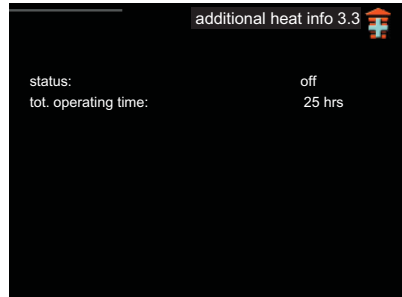 additional heat info 3.3
status: off
tot. operating time: 25 hrs